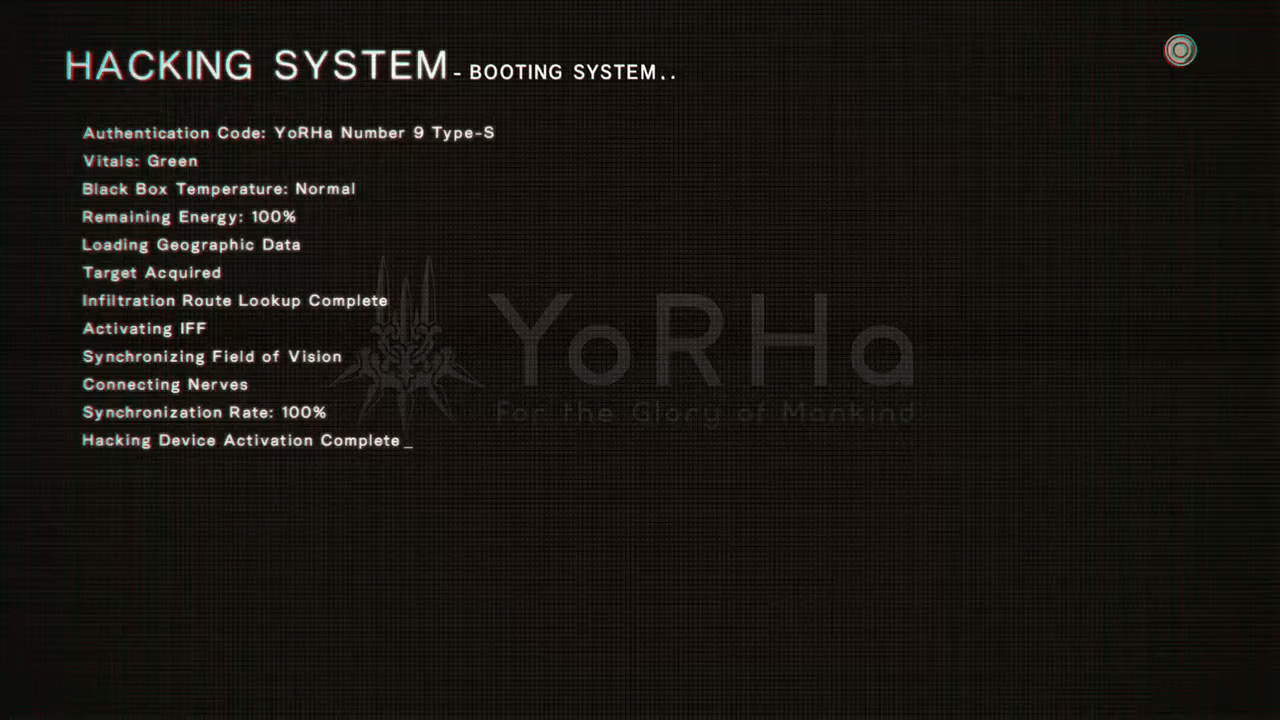 HACKING SYSTEM - BOOTING SYSTEM..
Authentication Code: YoRHa Number 9 Type-S
Vitals: Green
Black Box Temperature: Normal
Remaining Energy: 100%
Loading Geographic Data
Target Acquired
Infiltration Route Lookup Complete
Activating IFF
Synchronizing Field of Vision
Connecting Nerves
Synchronization Rate: 100%
Hacking Device Activation Complete_
YoRHa
For the Glory of Mankind